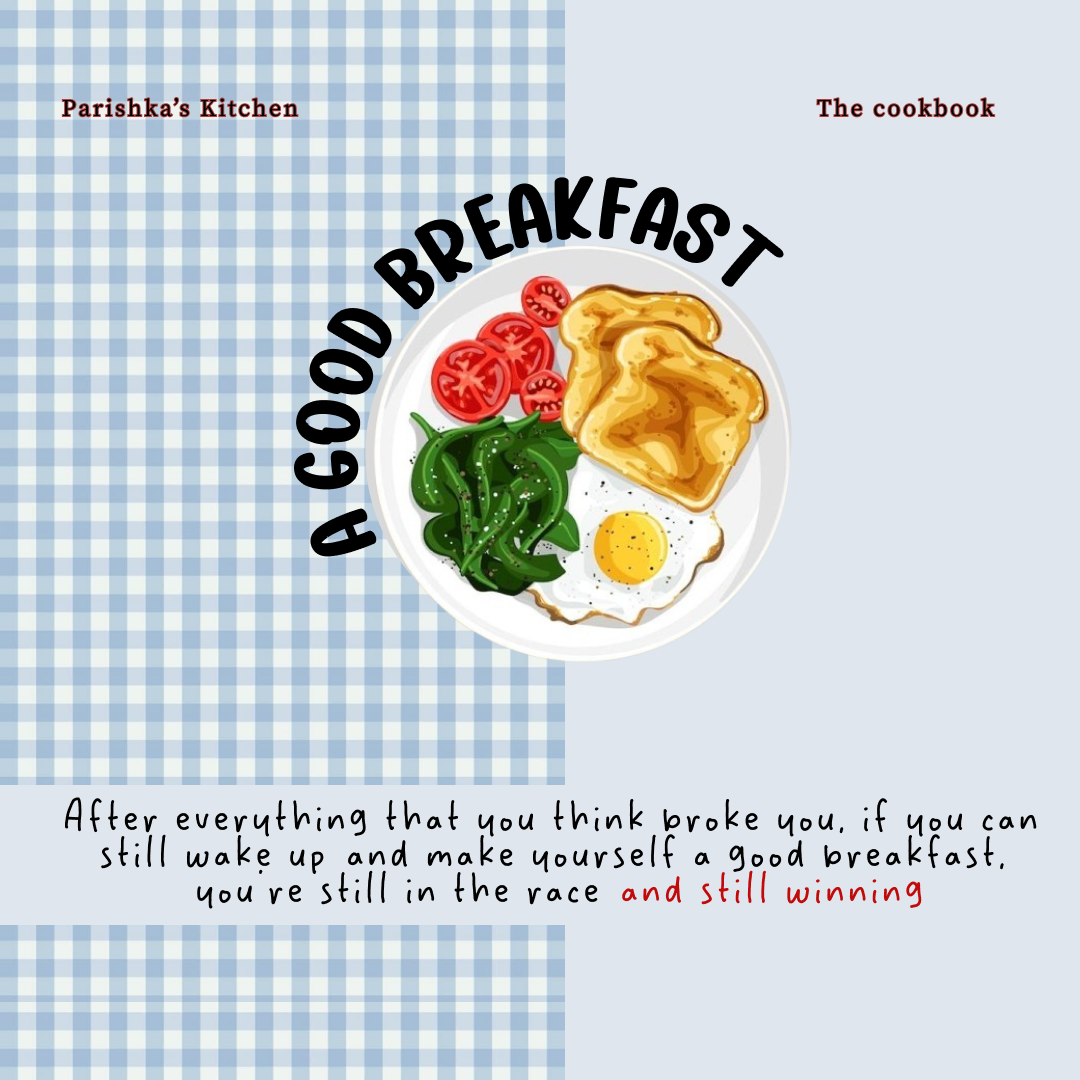 Parishka’s Kitchen
The cookbook
A GOOD BREAKFAST
After everything that you think broke you, if you can
still wake up and make yourself a good breakfast,
you're still in the race and still winning